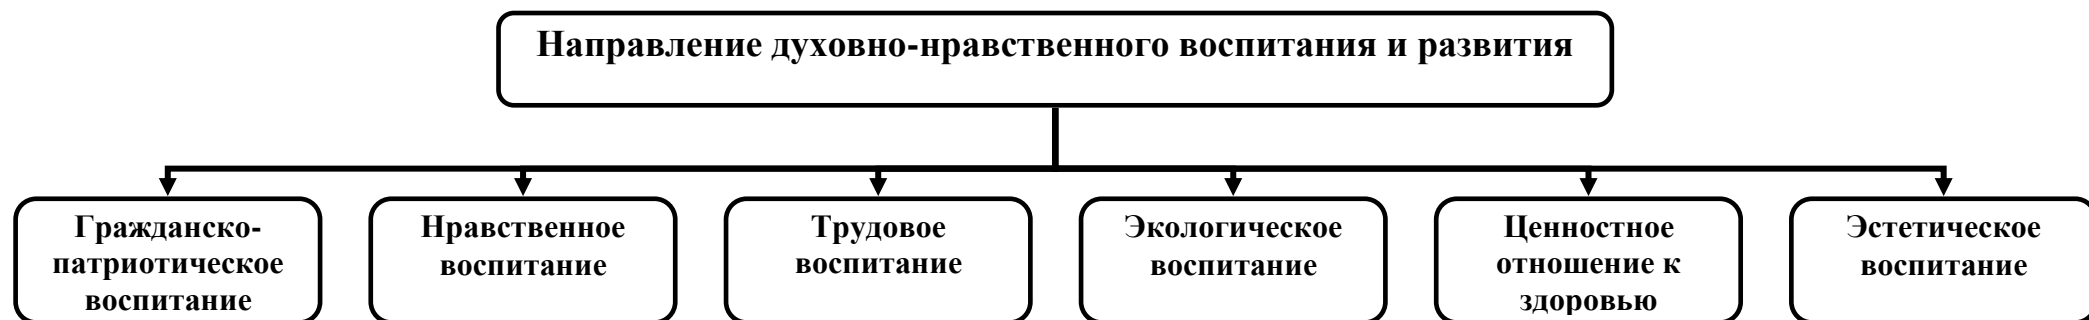 Направление духовно-нравственного воспитания и развития
Гражданско-
патриотическое
воспитание
Нравственное
воспитание
Трудовое
воспитание
Экологическое
воспитание
Ценностное
отношение к
здоровью
Эстетическое
воспитание